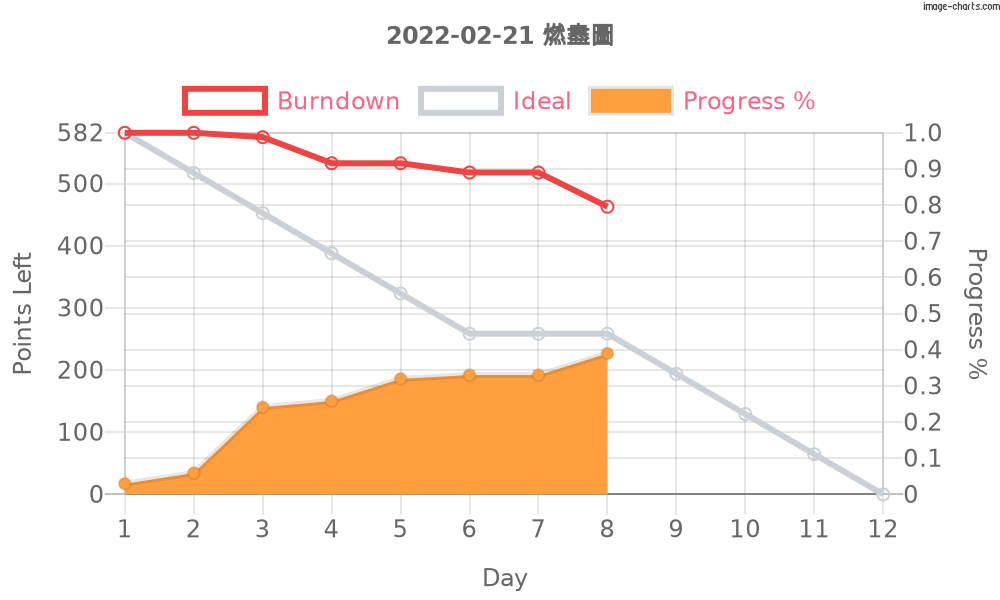 image-charts.com
2022-02-21 燃盡圖
Burndown Ideal Progress %
582 1.0
0.9
500
0.8
400 0.7
0.6
300 0.5
0.4
200 0.3
0.2
100 0.1
0 0
Points Left
Progress %
1 2 3 4 5 6 7 8 9 10 11 12
Day